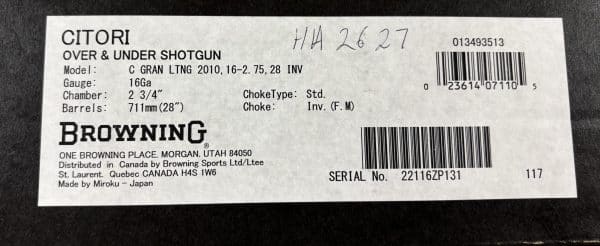 CITORI
HA 2627
013493513
OVER & UNDER SHOTGUN
Model: C GRAN LTNG 2010,16-2.75,28 INV
Gauge: 16Ga
0 23614 07110 5
Chamber: 2 3/4" ChokeType: Std.
Barrels: 711mm(28") Choke: Inv.(F.M)
BROWNING
ONE BROWNING PLACE, MORGAN, UTAH 84050
Distributed in Canada by Browning Sports Ltd/Ltee
St. Laurent. Quebec CANADA H4S 1W6
Made by Miroku - Japan
SERIAL No. 22116ZP131 117